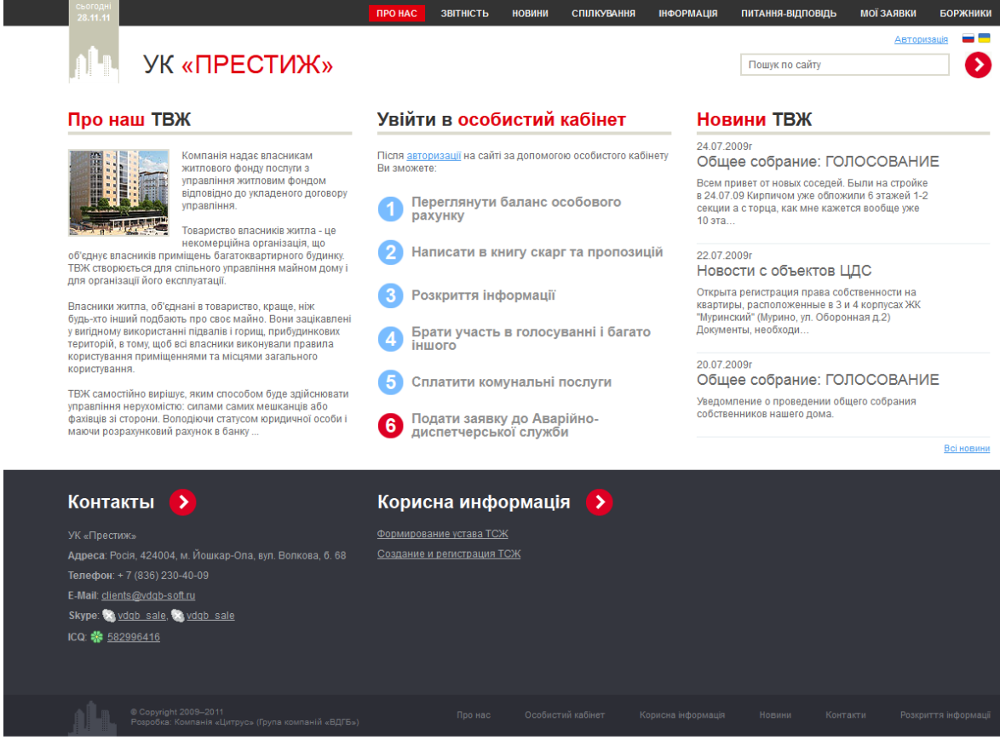 сьогодні
28.11.11
ПРО НАС ЗВІТНІСТЬ НОВИНИ СПІЛКУВАННЯ ІНФОРМАЦІЯ ПИТАННЯ-ВІДПОВІДЬ МОЇ ЗАЯВКИ БОРЖНИКИ
Авторизація
УК «ПРЕСТИЖ»
Пошук по сайту
Про наш ТВЖ
Компанія надає власникам
житлового фонду послуги з
управління житловим фондом
відповідно до укладеного договору
управління.
Товариство власників житла - це
некомерційна організація, що
об'єднує власників приміщень багатоквартирного будинку.
ТВЖ створюється для спільного управління майном дому і
для організації його експлуатації.
Власники житла, об'єднані в товариство, краще, ніж
будь-хто інший подбають про своє майно. Вони зацікавлені
у вигідному використанні підвалів і горищ, прибудинкових
територій, в тому, щоб всі власники виконували правила
користування приміщеннями та місцями загального
користування.
ТВЖ самостійно вирішує, яким способом буде здійснювати
управління нерухомістю: силами самих мешканців або
фахівців зі сторони. Володіючи статусом юридичної особи і
маючи розрахунковий рахунок в банку ...
Увійти в особистий кабінет
Після авторизації на сайті за допомогою особистого кабінету
Ви зможете:
1 Переглянути баланс особового
рахунку
2 Написати в книгу скарг та пропозицій
3 Розкриття інформації
4 Брати участь в голосуванні і багато
іншого
5 Сплатити комунальні послуги
6 Подати заявку до Аварійно-
диспетчерської служби
Новини ТВЖ
24.07.2009г
Общее собрание: ГОЛОСОВАНИЕ
Всем привет от новых соседей. Были на стройке
в 24.07.09 Кирпичом уже обложили 6 этажей 1-2
секции а с торца, как мне кажется вообще уже
10 эта…
22.07.2009г
Новости с объектов ЦДС
Открыта регистрация права собственности на
квартиры, расположенные в 3 и 4 корпусах ЖК
"Муринский" (Мурино, ул. Оборонная д.2)
Документы, необходи…
20.07.2009г
Общее собрание: ГОЛОСОВАНИЕ
Уведомление о проведении общего собрания
собственников нашего дома.
Всі новини
Контакты
УК «Престиж»
Адреса: Росія, 424004, м. Йошкар-Ола, вул. Волкова, б. 68
Телефон: + 7 (836) 230-40-09
E-Mail: clients@vdgb-soft.ru
Skype: vdgb_sale, vdgb_sale
ICQ: 582996416
Корисна информація
Формирование устава ТСЖ
Создание и регистрация ТСЖ
© Copyright 2009–2011
Розробка: Компанія «Цитрус» (Група компаній «ВДГБ»)
Про нас Особистий кабінет Корисна інформація Новини Контакти Розкриття інформації